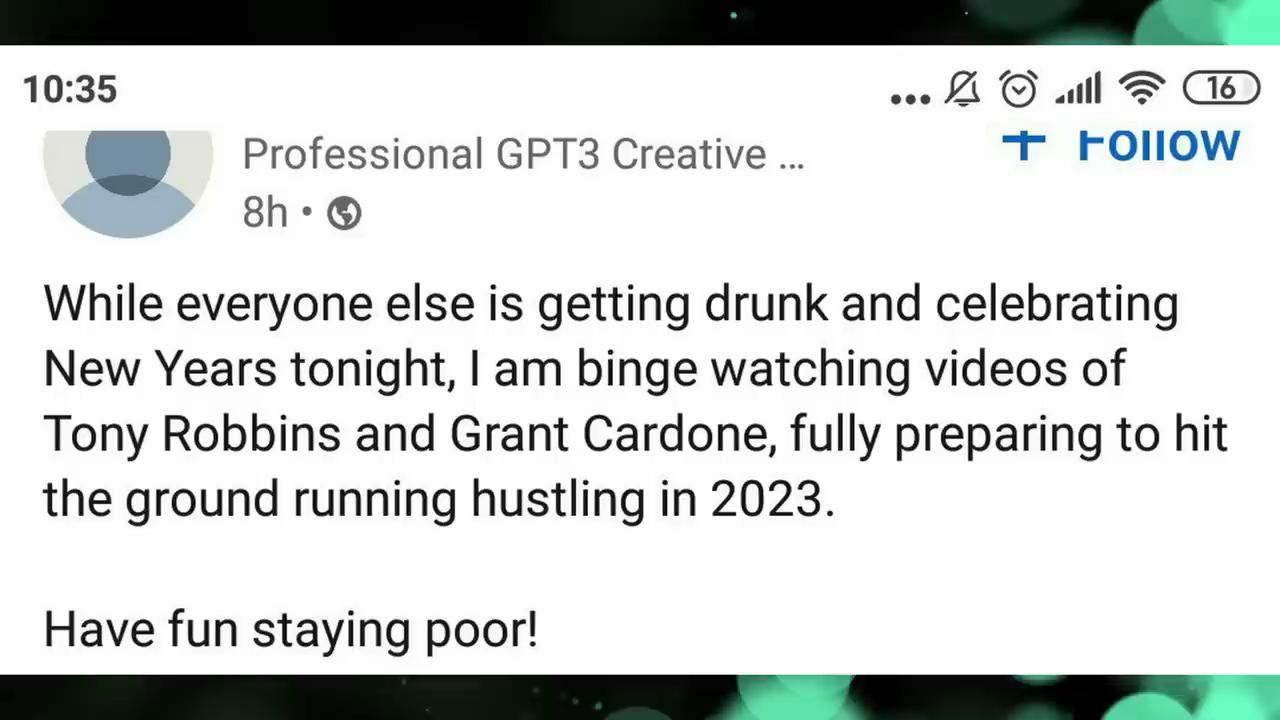 10:35
... 16
Professional GPT3 Creative ...
+ Follow
8h •
While everyone else is getting drunk and celebrating
New Years tonight, I am binge watching videos of
Tony Robbins and Grant Cardone, fully preparing to hit
the ground running hustling in 2023.
Have fun staying poor!